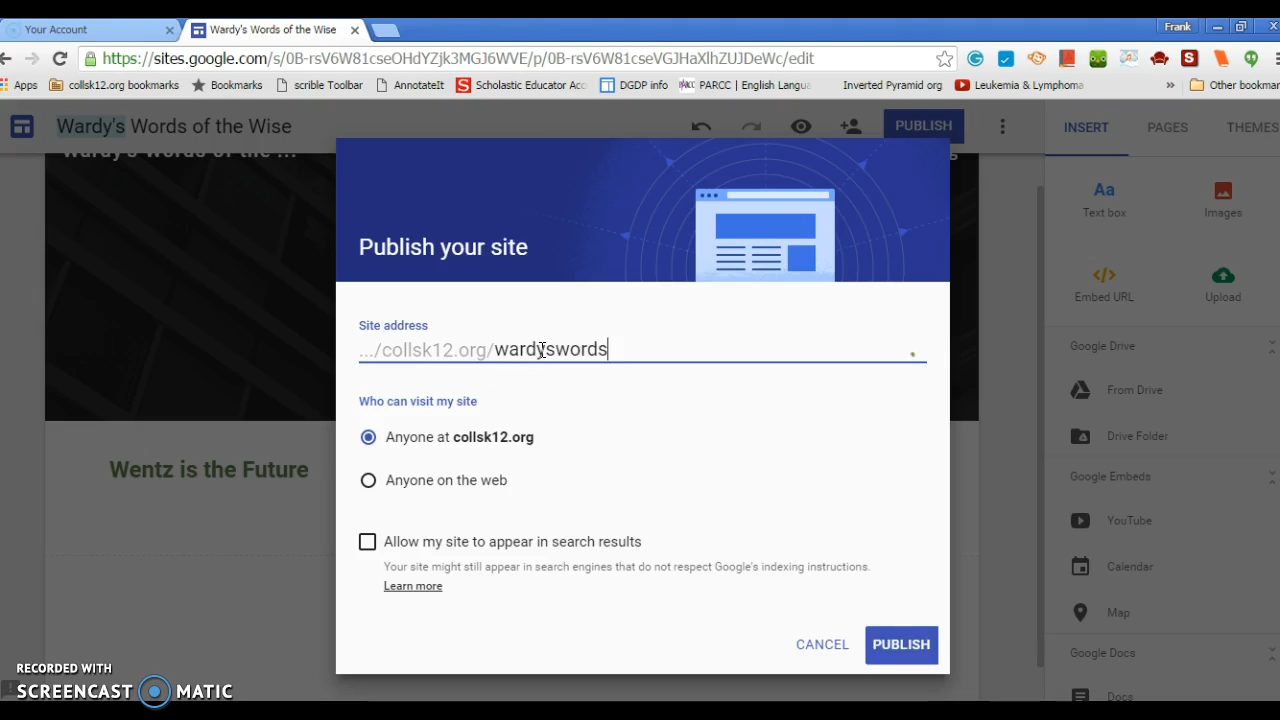 Your Account
Wardy's Words of the Wise
Frank
https://sites.google.com/s/0B-rsV6W81cseOHdYZjk3MGJ6WVE/p/0B-rsV6W81cseVGJHaXlhZUJDeWc/edit
Apps
collsk12.org bookmarks
Bookmarks
scrible Toolbar
AnnotateIt
Scholastic Educator Acc
DGDP info
PARCC | English Langua
Inverted Pyramid org
Leukemia & Lymphoma
»
Other bookmar
Wardy's Words of the Wise
PUBLISH
INSERT
PAGES
THEMES
Wardy's Words of the ...
Aa
Text box
Images
Publish your site
Embed URL
Upload
Site address
.../collsk12.org/wardyswords
Google Drive
From Drive
Who can visit my site
Anyone at collsk12.org
Drive Folder
Wentz is the Future
Anyone on the web
Google Embeds
YouTube
Allow my site to appear in search results
Your site might still appear in search engines that do not respect Google's indexing instructions.
Calendar
Learn more
Map
CANCEL
PUBLISH
Google Docs
RECORDED WITH
SCREENCAST MATIC
Docs